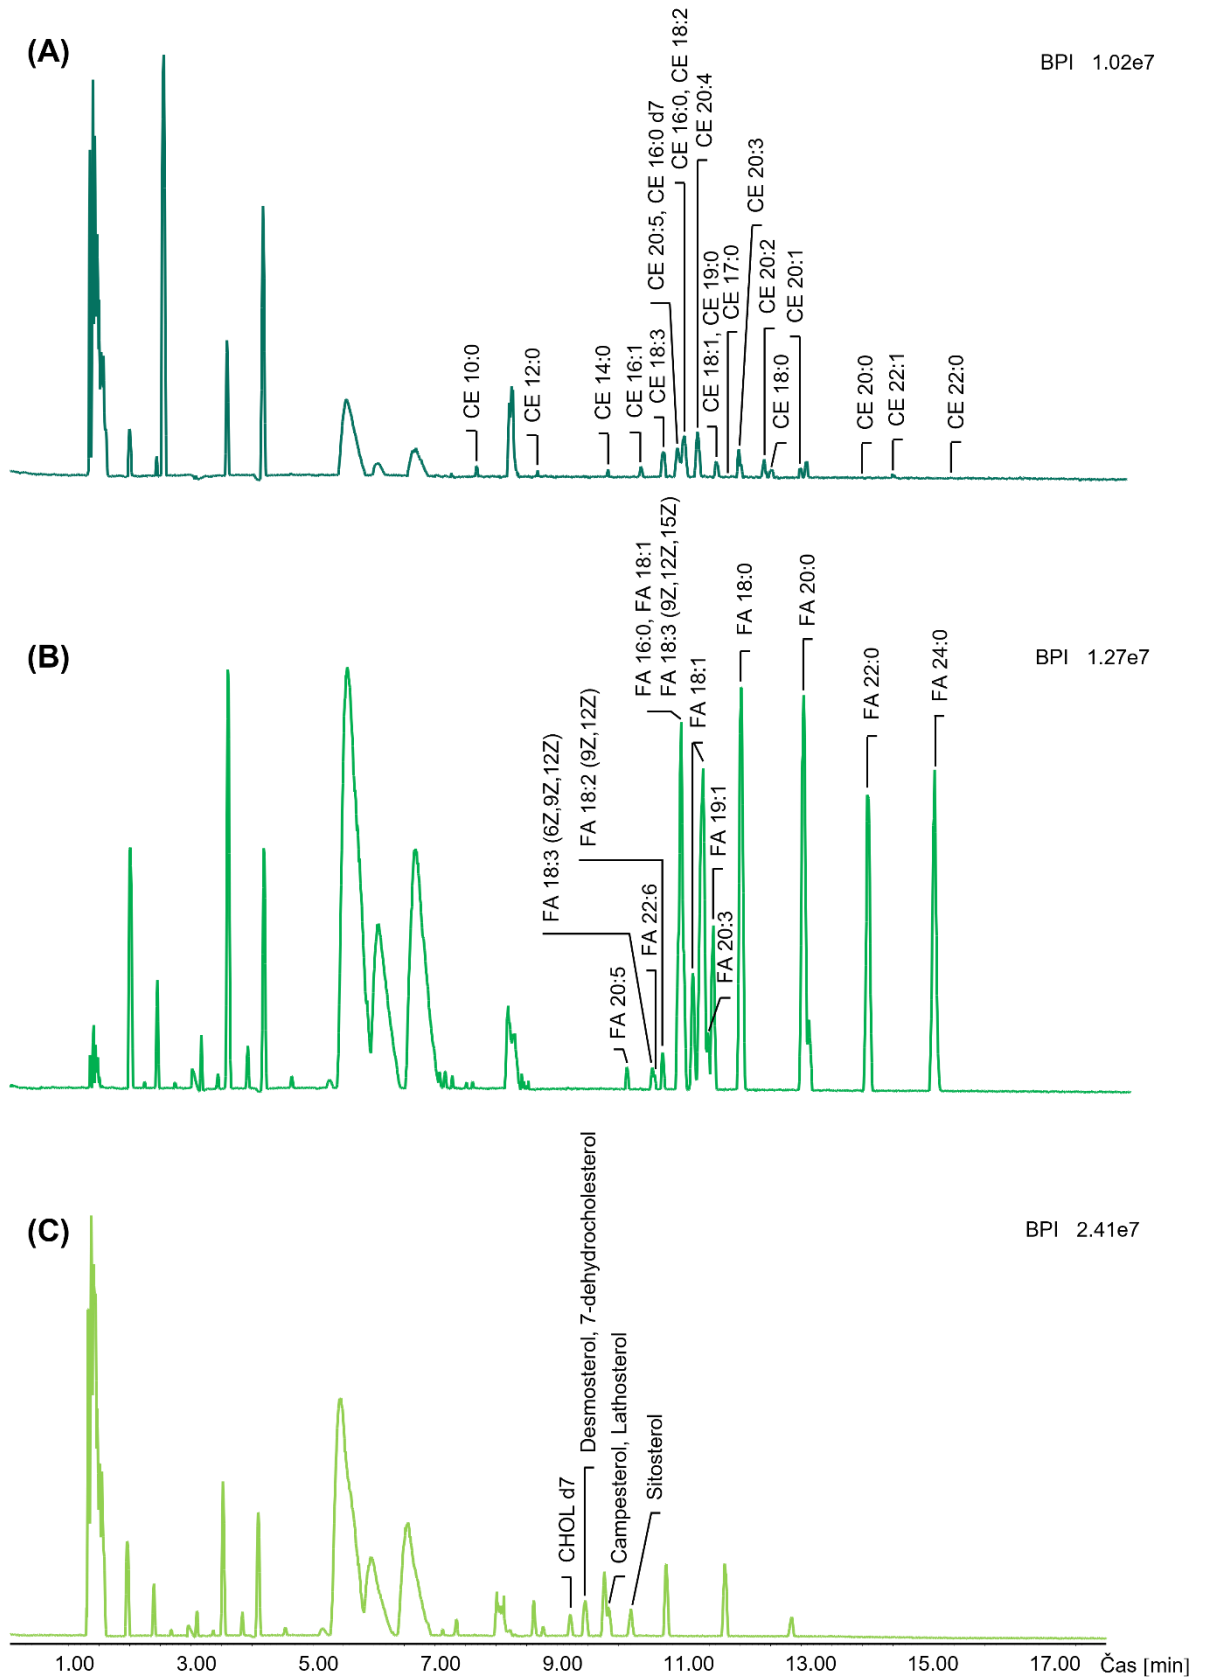 (A)
BPI 1.02e7
CE 10:0
CE 12:0
CE 14:0
CE 16:1
CE 18:3
CE 20:5, CE 16:0 d7
CE 16:0, CE 18:2
CE 20:4
CE 18:1, CE 19:0
CE 17:0
CE 20:3
CE 20:2
CE 18:0
CE 20:1
CE 20:0
CE 22:1
CE 22:0
(B)
BPI 1.27e7
FA 18:3 (6Z,9Z,12Z)
FA 18:2 (9Z,12Z)
FA 20:5
FA 22:6
FA 16:0, FA 18:1
FA 18:3 (9Z,12Z,15Z)
FA 18:1
FA 19:1
FA 20:3
FA 18:0
FA 20:0
FA 22:0
FA 24:0
(C)
BPI 2.41e7
CHOL d7
Desmosterol, 7-dehydrocholesterol
Campesterol, Lathosterol
Sitosterol
1.00 3.00 5.00 7.00 9.00 11.00 13.00 15.00 17.00 Čas [min]